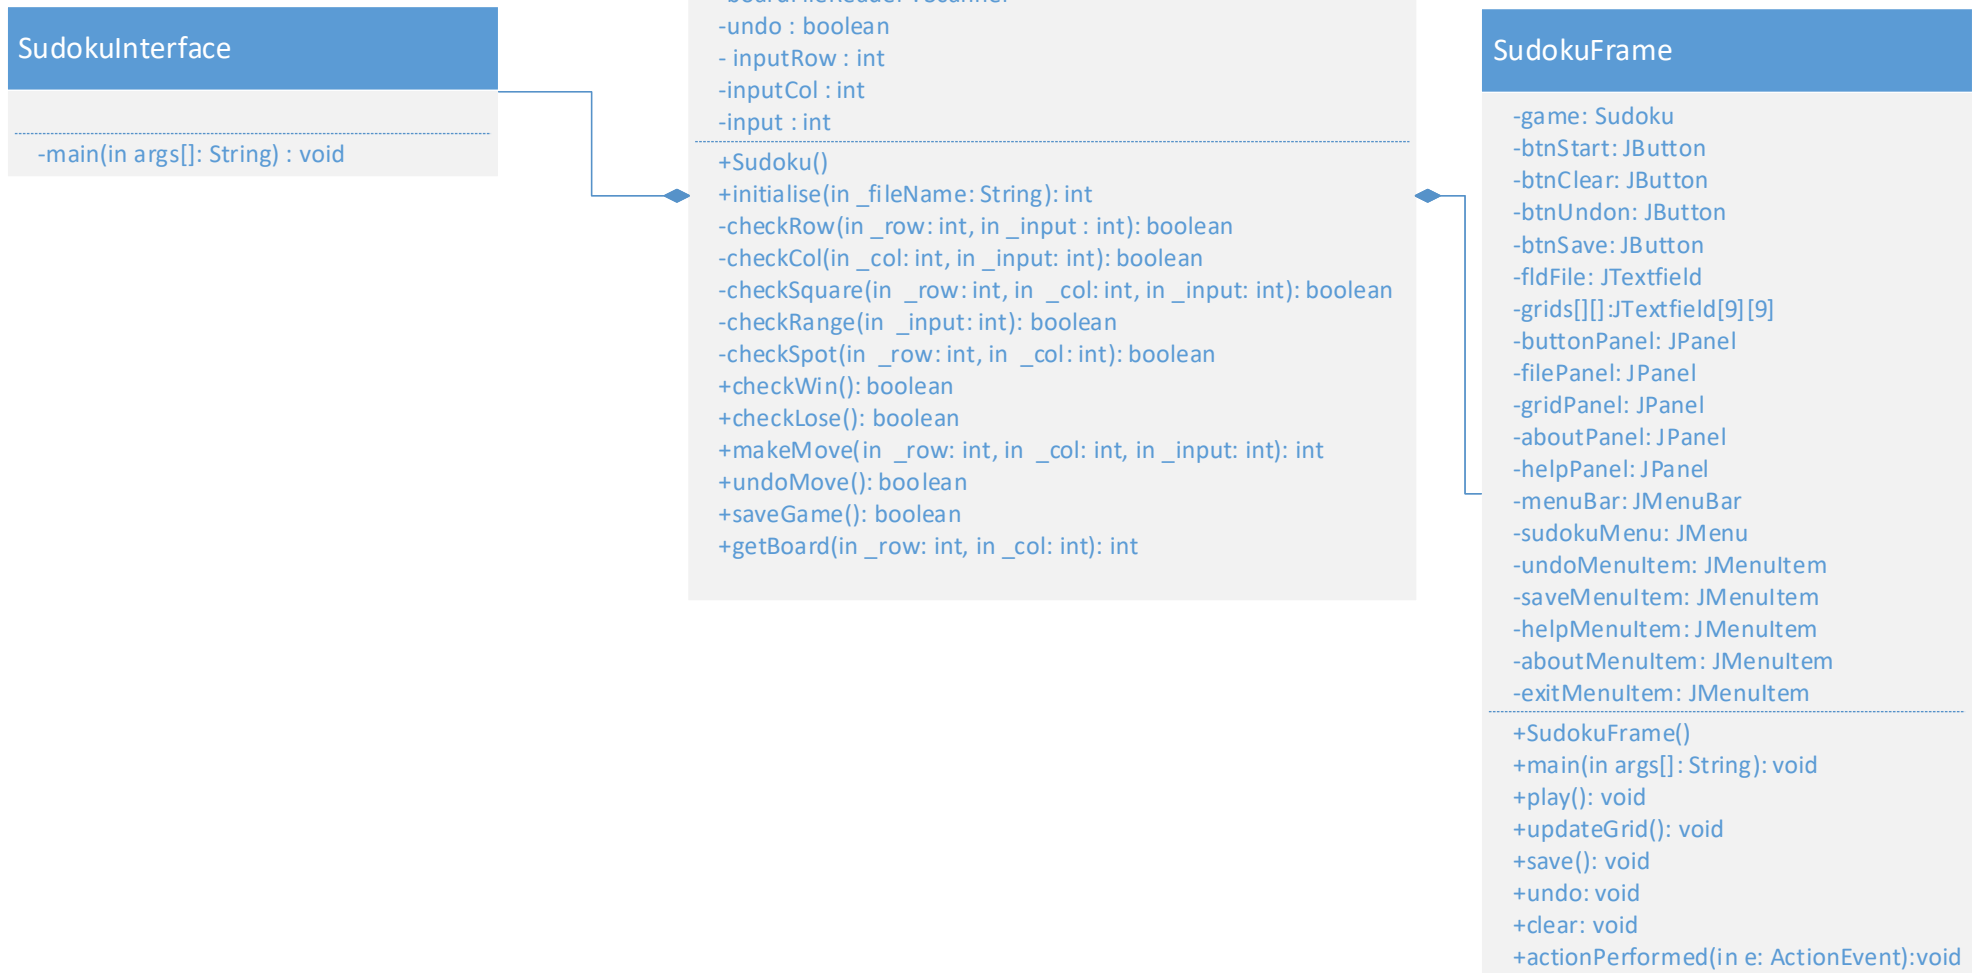 SudokuInterface
-main(in args[]: String) : void
-undo : boolean
- inputRow : int
-inputCol : int
-input : int
+Sudoku()
+initialise(in _fileName: String): int
-checkRow(in _row: int, in _input : int): boolean
-checkCol(in _col: int, in _input: int): boolean
-checkSquare(in _row: int, in _col: int, in _input: int): boolean
-checkRange(in _input: int): boolean
-checkSpot(in _row: int, in _col: int): boolean
+checkWin(): boolean
+checkLose(): boolean
+makeMove(in _row: int, in _col: int, in _input: int): int
+undoMove(): boolean
+saveGame(): boolean
+getBoard(in _row: int, in _col: int): int
SudokuFrame
-game: Sudoku
-btnStart: JButton
-btnClear: JButton
-btnUndon: JButton
-btnSave: JButton
-fldFile: JTextfield
-grids[][]:JTextfield[9][9]
-buttonPanel: JPanel
-filePanel: JPanel
-gridPanel: JPanel
-aboutPanel: JPanel
-helpPanel: JPanel
-menuBar: JMenuBar
-sudokuMenu: JMenu
-undoMenuItem: JMenuItem
-saveMenuItem: JMenuItem
-helpMenuItem: JMenuItem
-aboutMenuItem: JMenuItem
-exitMenuItem: JMenuItem
+SudokuFrame()
+main(in args[]: String): void
+play(): void
+updateGrid(): void
+save(): void
+undo: void
+clear: void
+actionPerformed(in e: ActionEvent):void